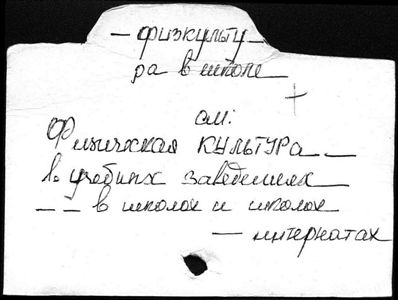 — физкульту —
ра в школе
см:
Физическая КУЛЬТУРА —
в учебных заведениях
— — в школах и школах
— интернатах